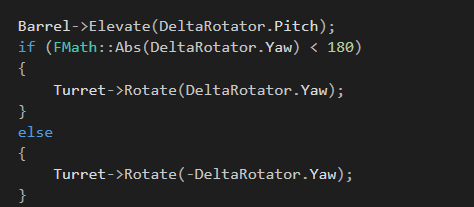 Barrel->Elevate(DeltaRotator.Pitch);
if (FMath::Abs(DeltaRotator.Yaw) < 180)
{
    Turret->Rotate(DeltaRotator.Yaw);
}
else
{
    Turret->Rotate(-DeltaRotator.Yaw);
}